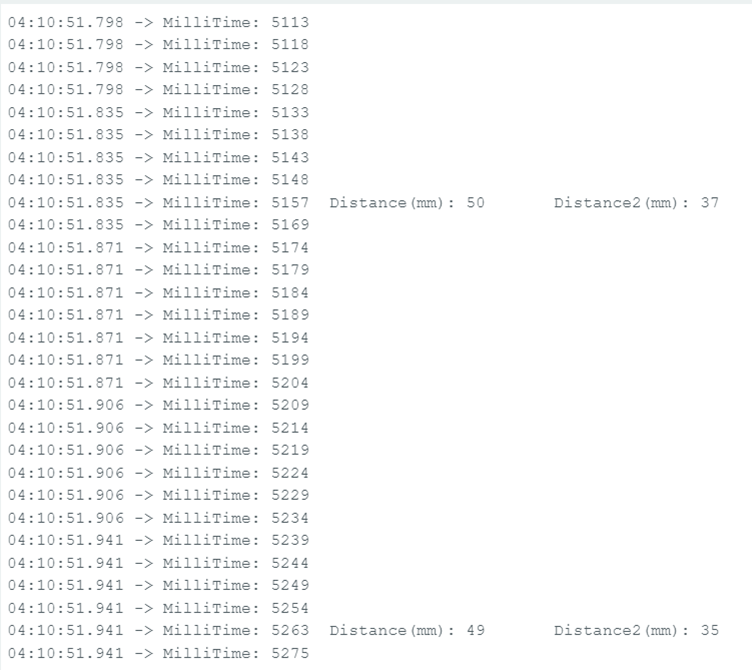 04:10:51.798 -> MilliTime: 5113
04:10:51.798 -> MilliTime: 5118
04:10:51.798 -> MilliTime: 5123
04:10:51.798 -> MilliTime: 5128
04:10:51.835 -> MilliTime: 5133
04:10:51.835 -> MilliTime: 5138
04:10:51.835 -> MilliTime: 5143
04:10:51.835 -> MilliTime: 5148
04:10:51.835 -> MilliTime: 5157 Distance(mm): 50 Distance2(mm): 37
04:10:51.835 -> MilliTime: 5169
04:10:51.871 -> MilliTime: 5174
04:10:51.871 -> MilliTime: 5179
04:10:51.871 -> MilliTime: 5184
04:10:51.871 -> MilliTime: 5189
04:10:51.871 -> MilliTime: 5194
04:10:51.871 -> MilliTime: 5199
04:10:51.871 -> MilliTime: 5204
04:10:51.906 -> MilliTime: 5209
04:10:51.906 -> MilliTime: 5214
04:10:51.906 -> MilliTime: 5219
04:10:51.906 -> MilliTime: 5224
04:10:51.906 -> MilliTime: 5229
04:10:51.906 -> MilliTime: 5234
04:10:51.941 -> MilliTime: 5239
04:10:51.941 -> MilliTime: 5244
04:10:51.941 -> MilliTime: 5249
04:10:51.941 -> MilliTime: 5254
04:10:51.941 -> MilliTime: 5263 Distance(mm): 49 Distance2(mm): 35
04:10:51.941 -> MilliTime: 5275